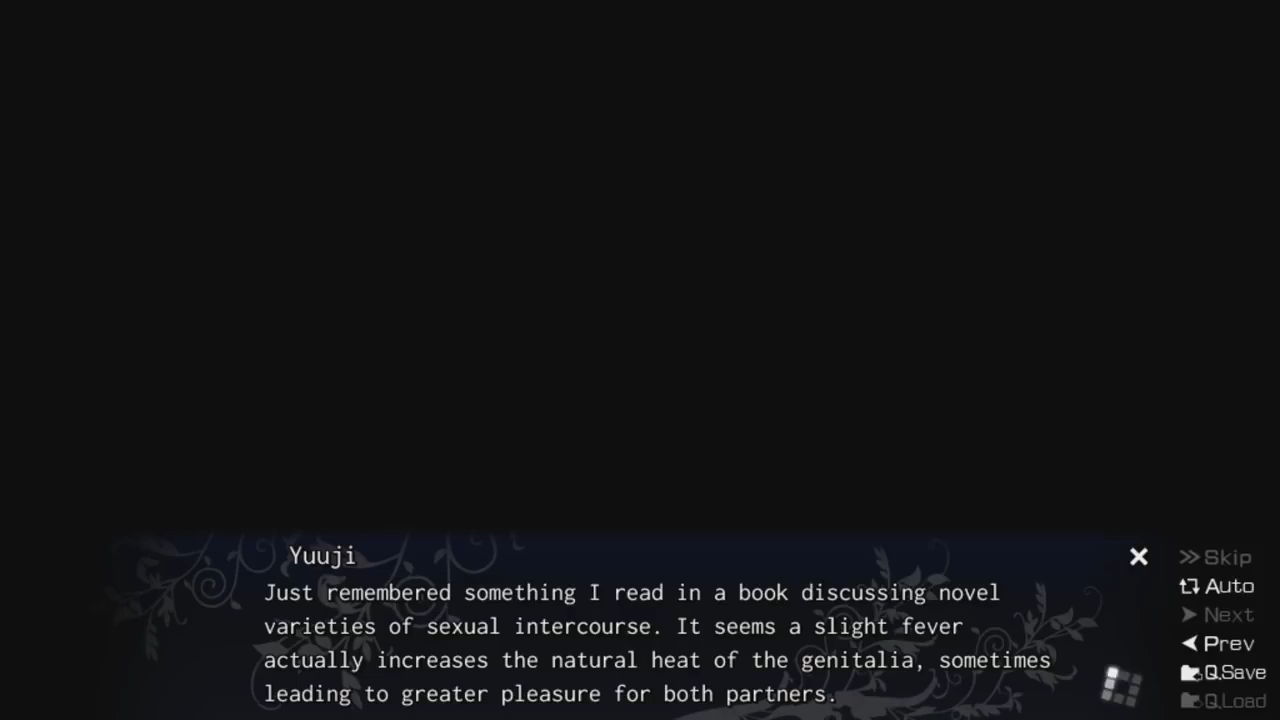 Yuuji
Just remembered something I read in a book discussing novel
varieties of sexual intercourse. It seems a slight fever
actually increases the natural heat of the genitalia, sometimes
leading to greater pleasure for both partners.
Skip
Auto
Next
Prev
Q.Save
Q.Load